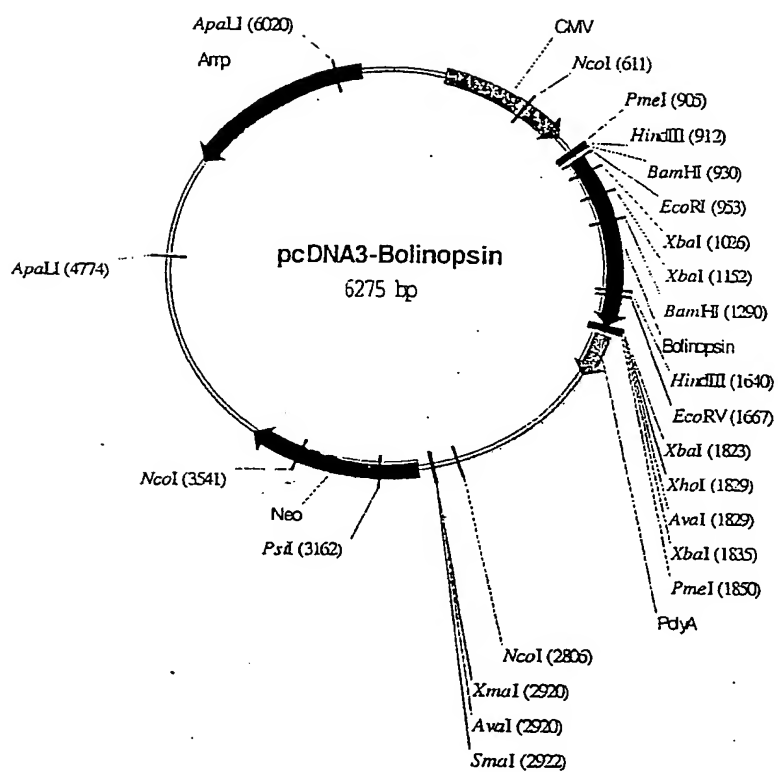 ApaLI (6020)
Amp
CMV
NcoI (611)
PmeI (905)
HindIII (912)
BamHI (930)
EcoRI (953)
XbaI (1026)
XbaI (1152)
BamHI (1290)
Bolinopsin
HindIII (1640)
EcoRV (1667)
XbaI (1823)
XhoI (1829)
AvaI (1829)
XbaI (1835)
PmeI (1850)
PolyA
pcDNA3-Bolinopsin
6275 bp
ApaLI (4774)
NcoI (3541)
Neo
PstI (3162)
NcoI (2806)
XmaI (2920)
AvaI (2920)
SmaI (2922)